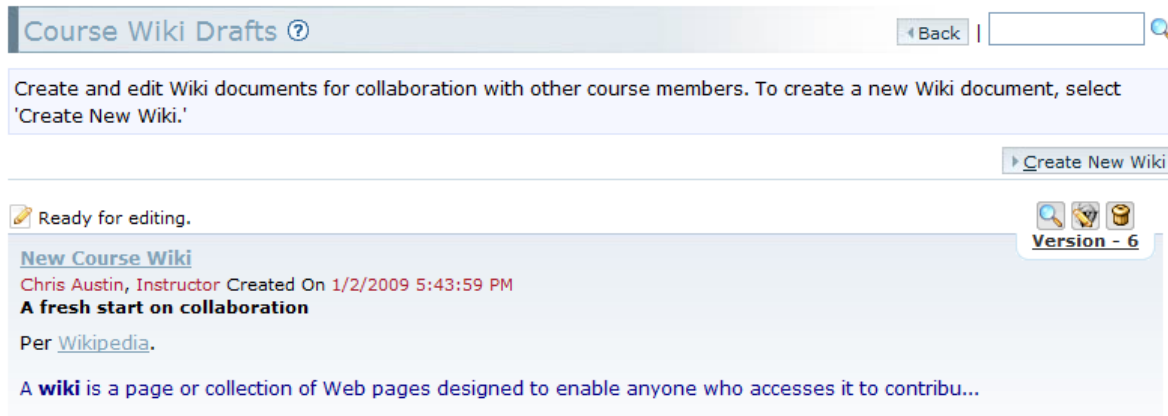 Course Wiki Drafts ?
Back |
Create and edit Wiki documents for collaboration with other course members. To create a new Wiki document, select
'Create New Wiki.'
Create New Wiki
Ready for editing.
Version - 6
New Course Wiki
Chris Austin, Instructor Created On 1/2/2009 5:43:59 PM
A fresh start on collaboration
Per Wikipedia.
A wiki is a page or collection of Web pages designed to enable anyone who accesses it to contribu...